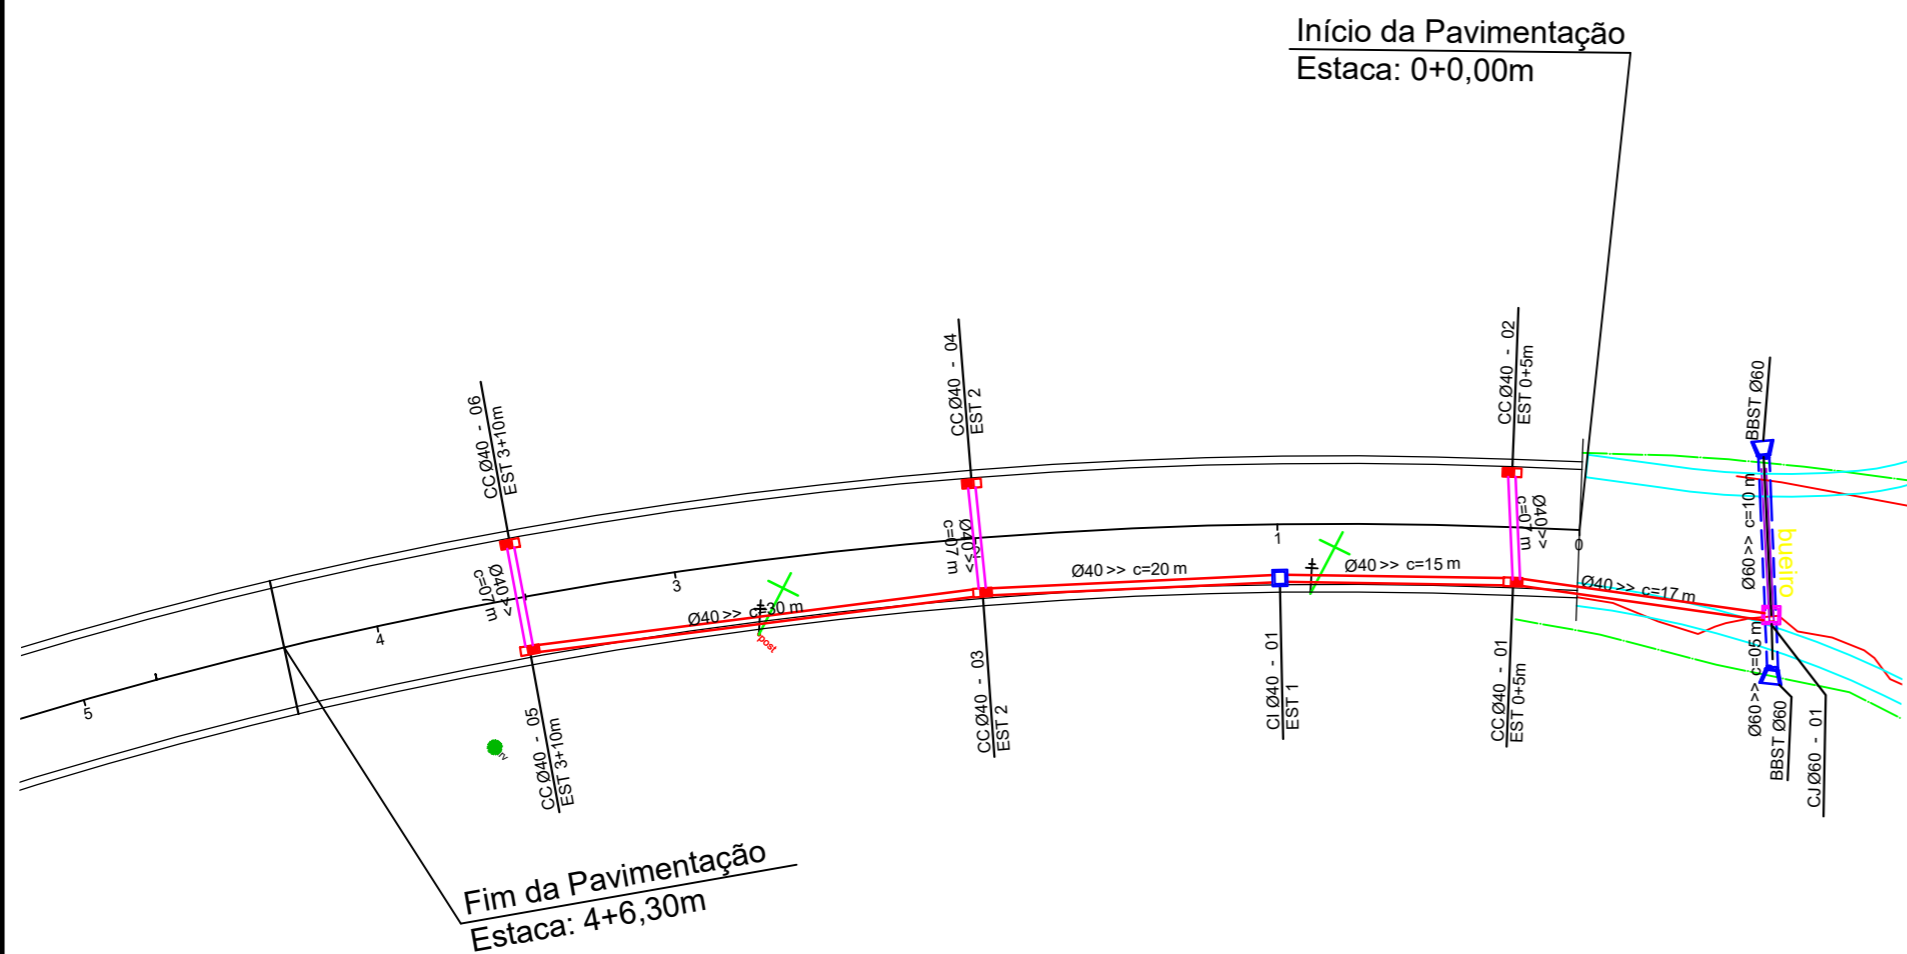 Início da Pavimentação
Estaca: 0+0,00m
CC Ø40 - 06
EST 3+10m
CC Ø40 - 04
EST 2
CC Ø40 - 02
EST 0+5m
BBST Ø60
Ø40 >>
c=07 m
Ø40 >>
c=07 m
Ø40 >>
c=07 m
Ø60 >> c=10 m
bueiro
5
4
3
1
0
Ø40 >> c=30 m
Ø40 >> c=20 m
Ø40 >> c=15 m
Ø40 >> c=17 m
post
Ø60 >> c=05 m
CC Ø40 - 05
EST 3+10m
CC Ø40 - 03
EST 2
CI Ø40 - 01
EST 1
CC Ø40 - 01
EST 0+5m
BBST Ø60
CJ Ø60 - 01
Fim da Pavimentação
Estaca: 4+6,30m